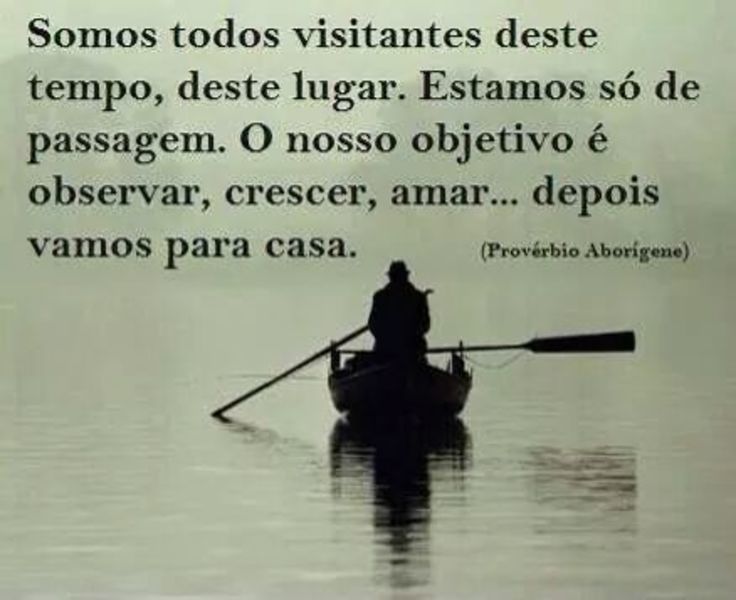 Somos todos visitantes deste
tempo, deste lugar. Estamos só de
passagem. O nosso objetivo é
observar, crescer, amar... depois
vamos para casa. (Provérbio Aborígene)